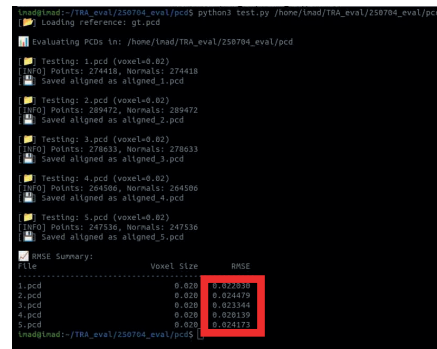 imad@imad:~/TRA_eval/250704_eval/pcd$ python3 test.py /home/imad/TRA_eval/250704_eval/pcd
[📂] Loading reference: gt.pcd
📊 Evaluating PCDs in: /home/imad/TRA_eval/250704_eval/pcd
[📁] Testing: 1.pcd (voxel=0.02)
[INFO] Points: 274418, Normals: 274418
[💾] Saved aligned as aligned_1.pcd
[📁] Testing: 2.pcd (voxel=0.02)
[INFO] Points: 289472, Normals: 289472
[💾] Saved aligned as aligned_2.pcd
[📁] Testing: 3.pcd (voxel=0.02)
[INFO] Points: 278633, Normals: 278633
[💾] Saved aligned as aligned_3.pcd
[📁] Testing: 4.pcd (voxel=0.02)
[INFO] Points: 264506, Normals: 264506
[💾] Saved aligned as aligned_4.pcd
[📁] Testing: 5.pcd (voxel=0.02)
[INFO] Points: 247536, Normals: 247536
[💾] Saved aligned as aligned_5.pcd
📈 RMSE Summary:
File Voxel Size RMSE
----------------------------------------
1.pcd 0.020 0.022030
2.pcd 0.020 0.024479
3.pcd 0.020 0.023344
4.pcd 0.020 0.020139
5.pcd 0.020 0.024173
imad@imad:~/TRA_eval/250704_eval/pcd$